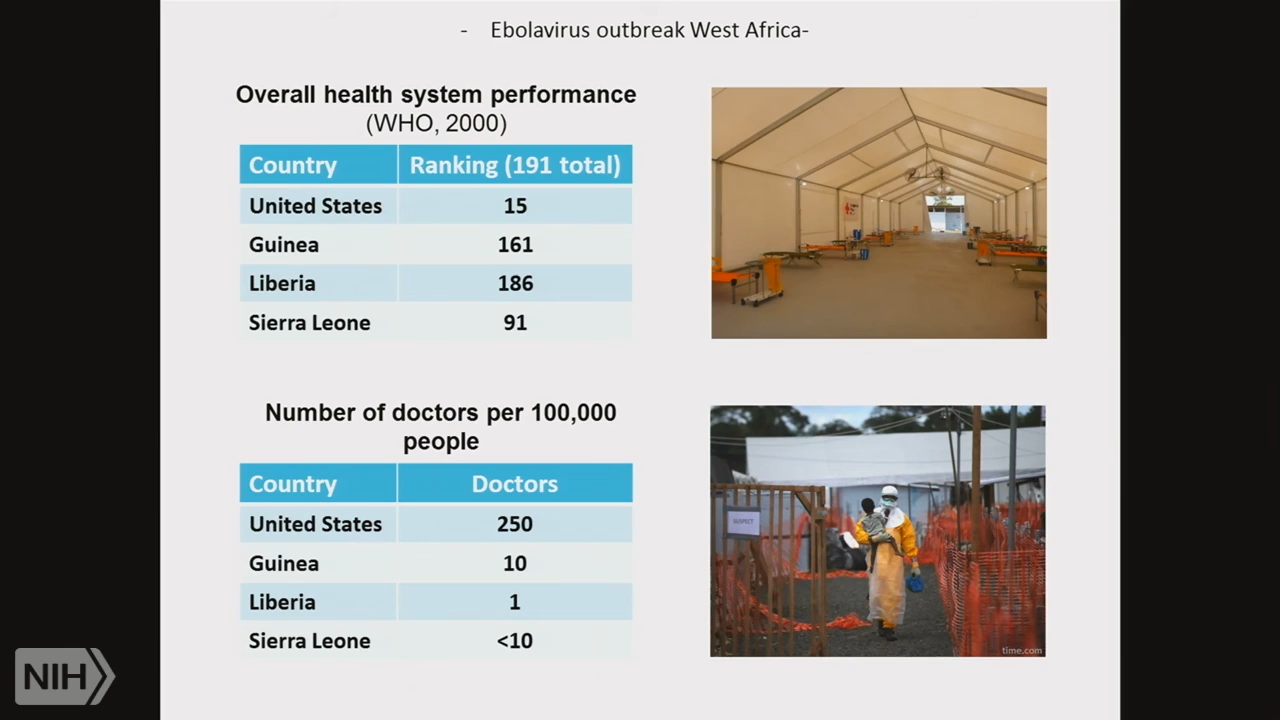 - Ebolavirus outbreak West Africa-
Overall health system performance
(WHO, 2000)
Country Ranking (191 total)
United States 15
Guinea 161
Liberia 186
Sierra Leone 91
Number of doctors per 100,000
people
Country Doctors
United States 250
Guinea 10
Liberia 1
Sierra Leone <10
SUSPECT
time.com
NIH